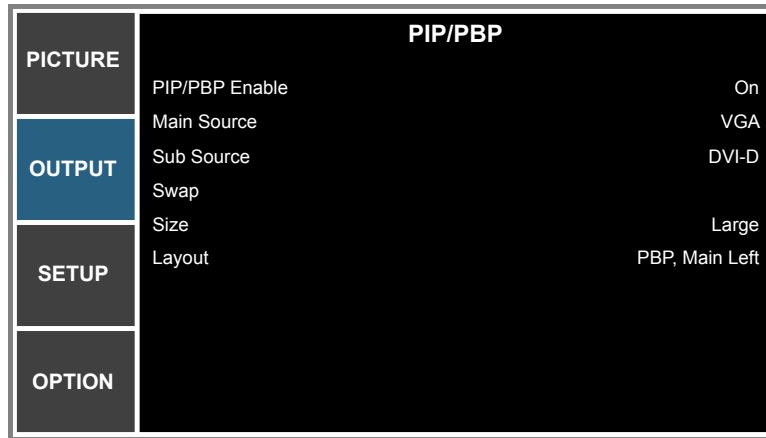 PICTURE
OUTPUT
SETUP
OPTION
PIP/PBP
PIP/PBP Enable On
Main Source VGA
Sub Source DVI-D
Swap
Size Large
Layout PBP, Main Left